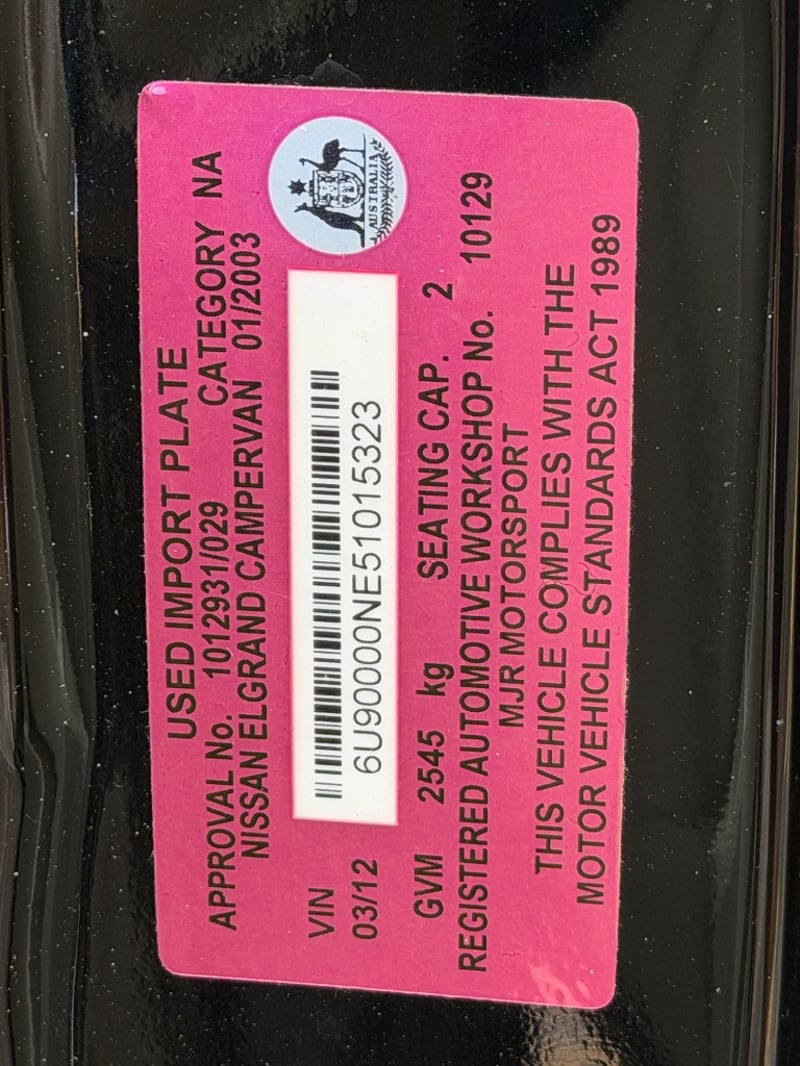 USED IMPORT PLATE
APPROVAL No. 1012931/029 CATEGORY NA
NISSAN ELGRAND CAMPERVAN 01/2003
AUSTRALIA
VIN
03/12
6U90000NE51015323
GVM 2545 kg SEATING CAP. 2
REGISTERED AUTOMOTIVE WORKSHOP No. 10129
MJR MOTORSPORT
THIS VEHICLE COMPLIES WITH THE
MOTOR VEHICLE STANDARDS ACT 1989